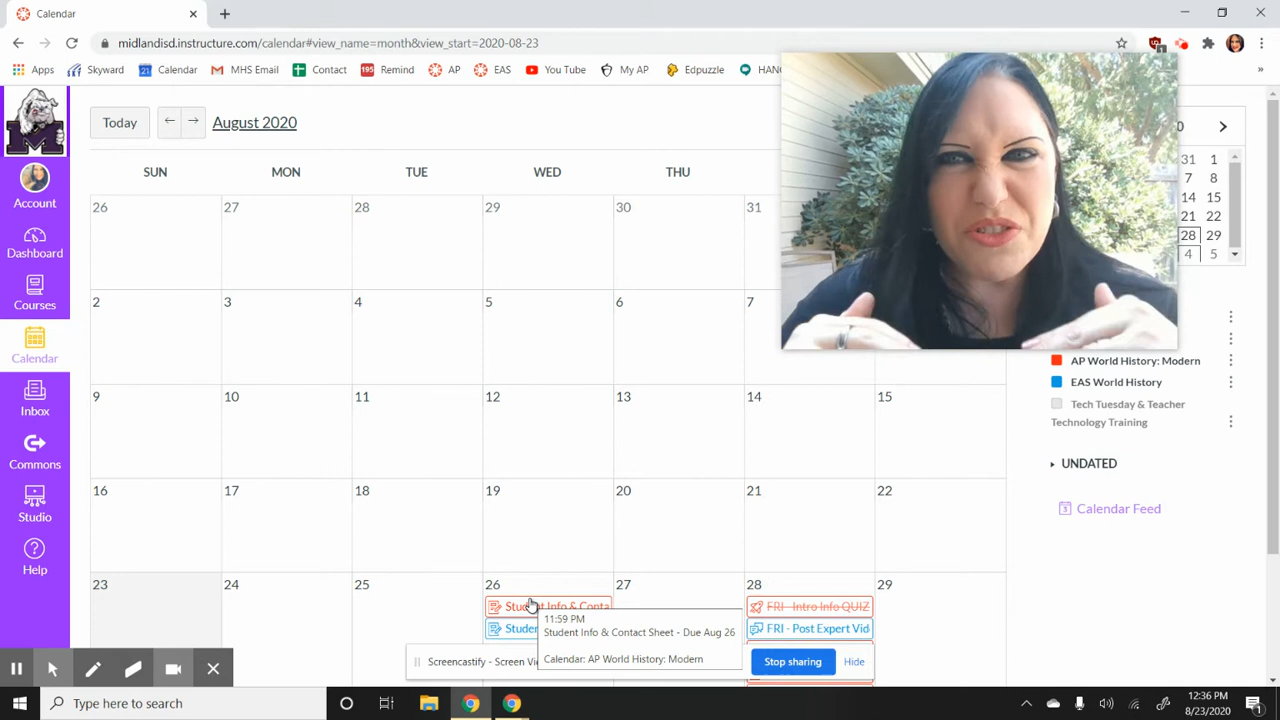 Calendar
midlandisd.instructure.com/calendar#view_name=month&view_start=2020-08-23
Apps
Skyward
Calendar
MHS Email
Contact
Remind
AP
EAS
You Tube
My AP
Edpuzzle
HANG
Today
August 2020
SUN MON TUE WED THU
26 27 28 29 30 31
2 3 4 5 6 7
9 10 11 12 13 14 15
16 17 18 19 20 21 22
23 24 25 26 27 28 29
Student Info & Conta
Studen
FRI - Intro Info QUIZ
FRI - Post Expert Vid
11:59 PM
Student Info & Contact Sheet - Due Aug 26
Calendar: AP World History: Modern
Screencastify - Screen Vi
Stop sharing
Hide
M
Account
Dashboard
Courses
Calendar
Inbox
Commons
Studio
Help
0
31 1
7 8
14 15
21 22
28 29
4 5
AP World History: Modern
EAS World History
Tech Tuesday & Teacher
Technology Training
UNDATED
Calendar Feed
Type here to search
12:36 PM
8/23/2020